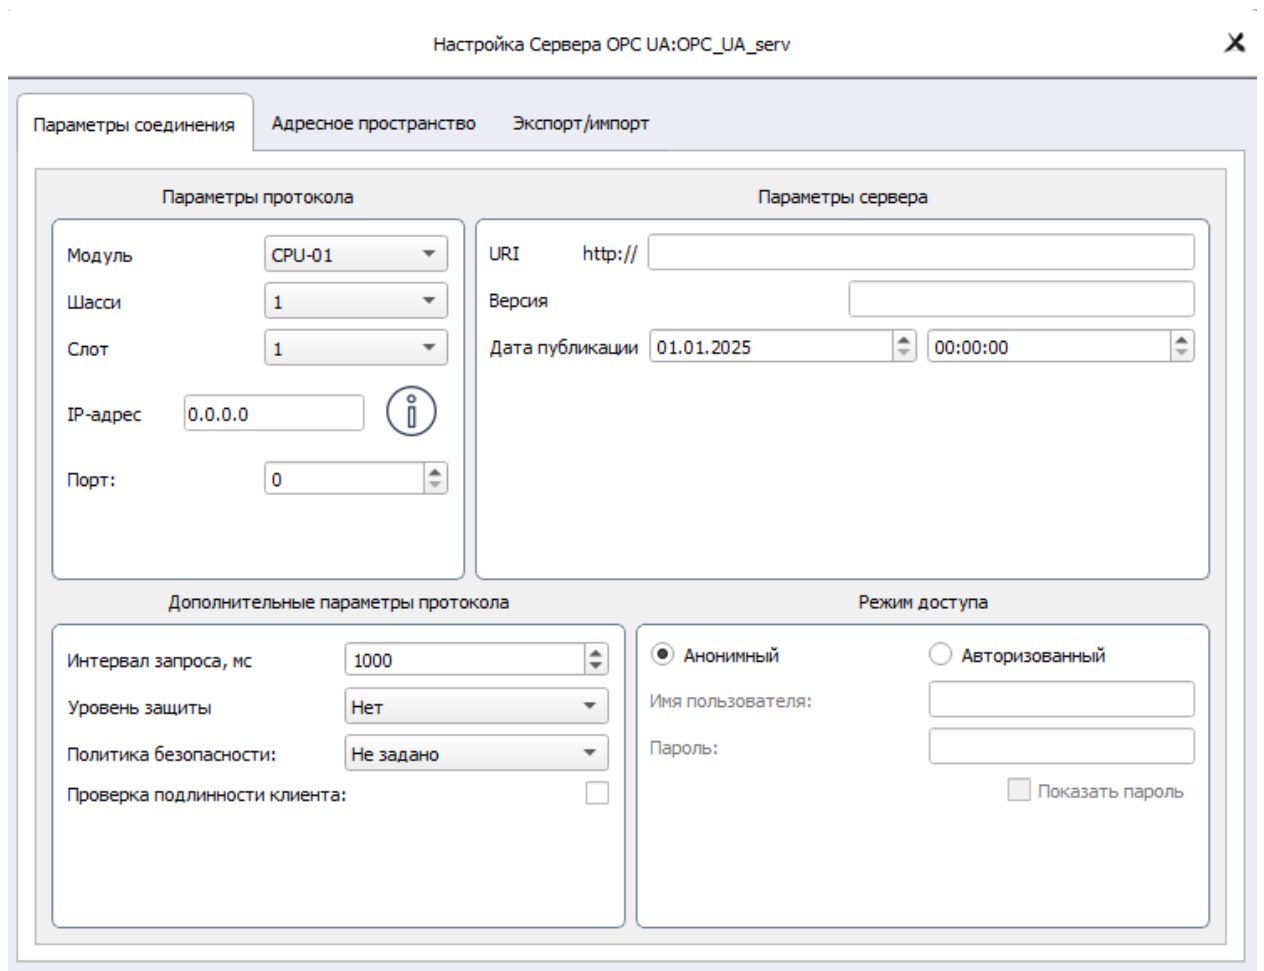 Настройка Сервера OPC UA:OPC_UA_serv
Параметры соединения
Адресное пространство
Экспорт/импорт
Параметры протокола
Модуль CPU-01
Шасси 1
Слот 1
IP-адрес 0.0.0.0
Порт: 0
Параметры сервера
URI http://
Версия
Дата публикации 01.01.2025 00:00:00
Дополнительные параметры протокола
Интервал запроса, мс 1000
Уровень защиты Нет
Политика безопасности: Не задано
Проверка подлинности клиента:
Режим доступа
Анонимный Авторизованный
Имя пользователя:
Пароль:
Показать пароль